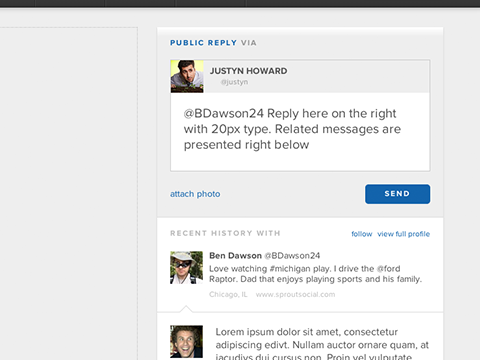 PUBLIC REPLY VIA
JUSTYN HOWARD
@justyn
@BDawson24 Reply here on the right
with 20px type. Related messages are
presented right below
attach photo
SEND
RECENT HISTORY WITH
follow view full profile
Ben Dawson @BDawson24
Love watching #michigan play. I drive the @ford
Raptor. Dad that enjoys playing sports and his family.
Chicago, IL www.sproutsocial.com
Lorem ipsum dolor sit amet, consectetur
adipiscing edivt. Nullam auctor ornare quam, at
iacudivs dui cursus non. Proin vel vulputate